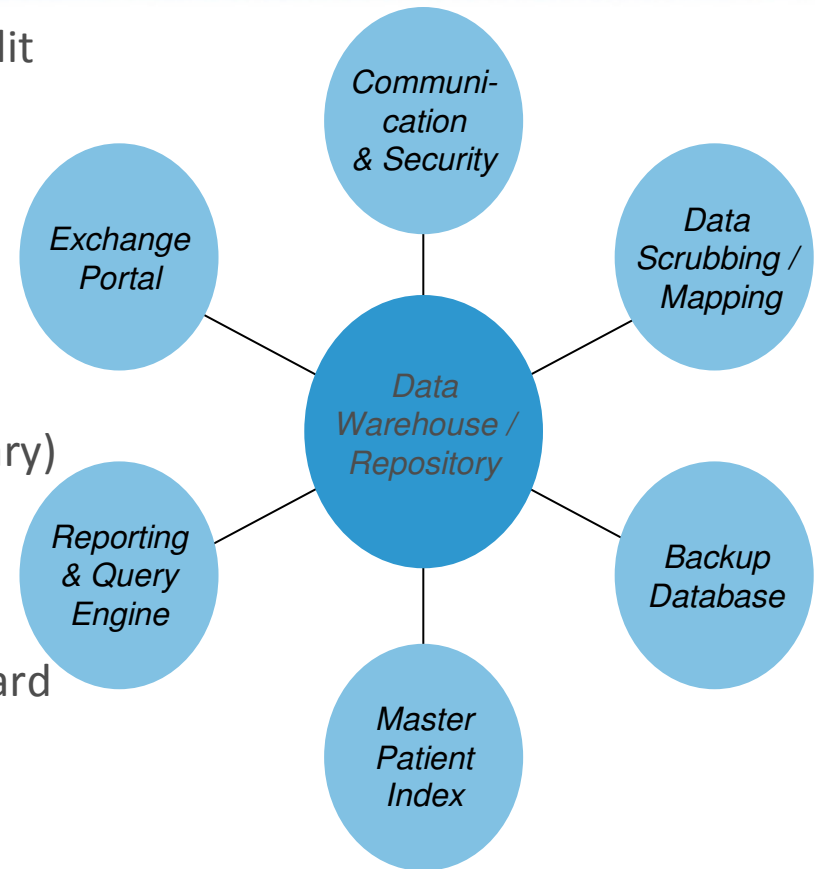 lit
Communi-
cation
& Security
Exchange
Portal
Data
Scrubbing /
Mapping
Data
Warehouse /
Repository
ary)
Reporting
& Query
Engine
Backup
Database
ard
Master
Patient
Index